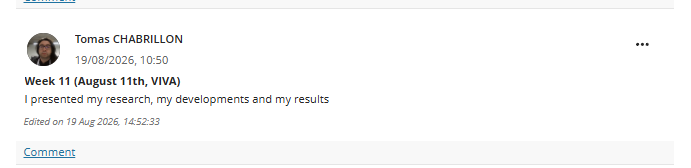 Comment
Tomas CHABRILLON
19/08/2026, 10:50
Week 11 (August 11th, VIVA)
I presented my research, my developments and my results
Edited on 19 Aug 2026, 14:52:33
Comment